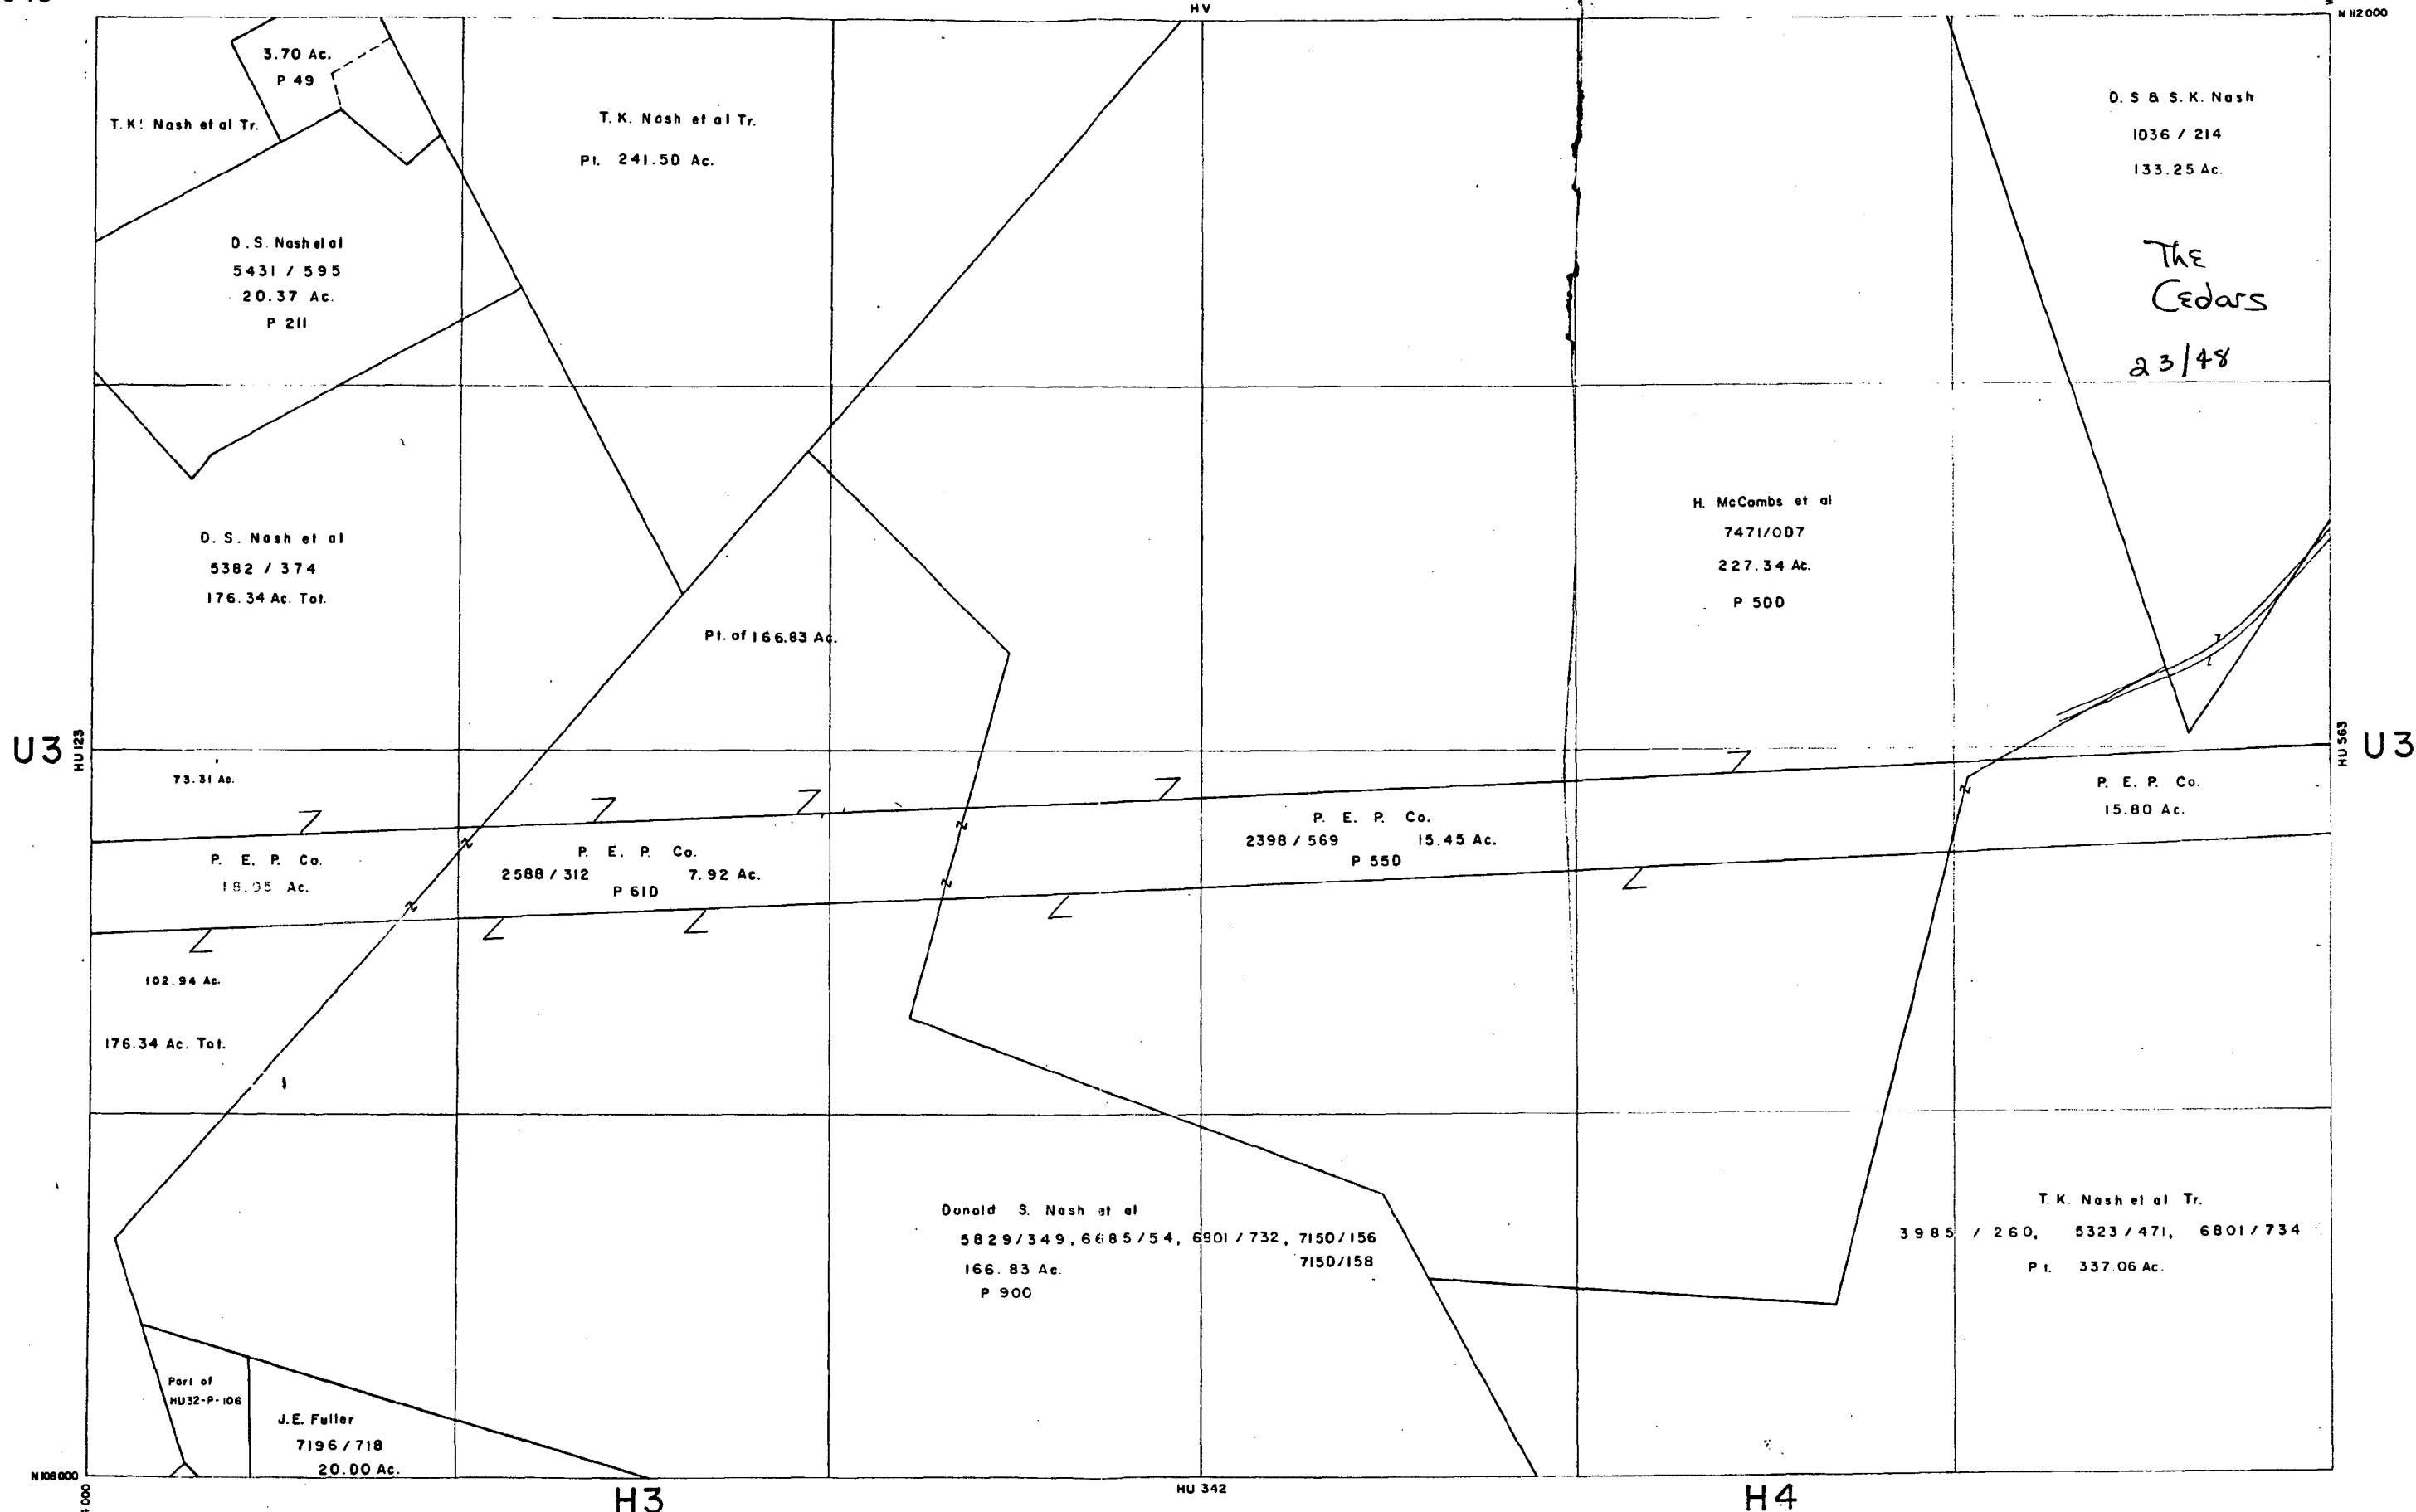 HV
N 112000
3.70 Ac.
P 49
T.K. Nash et al Tr.
T. K. Nash et al Tr.
Pt. 241.50 Ac.
D. S & S. K. Nash
1036 / 214
133.25 Ac.
The
Cedars
23/48
D. S. Nash et al
5431 / 595
20.37 Ac.
P 211
D. S. Nash et al
5382 / 374
176.34 Ac. Tot.
H. McCombs et al
7471/007
227.34 Ac.
P 500
Pt. of 166.83 Ac.
U3
HU 123
HU 563
U3
73.31 Ac.
P. E. P. Co.
P. E. P. Co.
2588 / 312 7.92 Ac.
P 610
P. E. P. Co.
2398 / 569 15.45 Ac.
P 550
P. E. P. Co.
15.80 Ac.
102.94 Ac.
176.34 Ac. Tot.
Donald S. Nash et al
5829/349, 6685/54, 6801/732, 7150/156
7150/158
166.83 Ac.
P 900
T. K. Nash et al Tr.
3985 / 260, 5323/471, 6801/734
Pt. 337.06 Ac.
Part of
HU32-P-106
J.E. Fuller
7196 / 718
20.00 Ac.
N 108000
H3
HU 342
H4